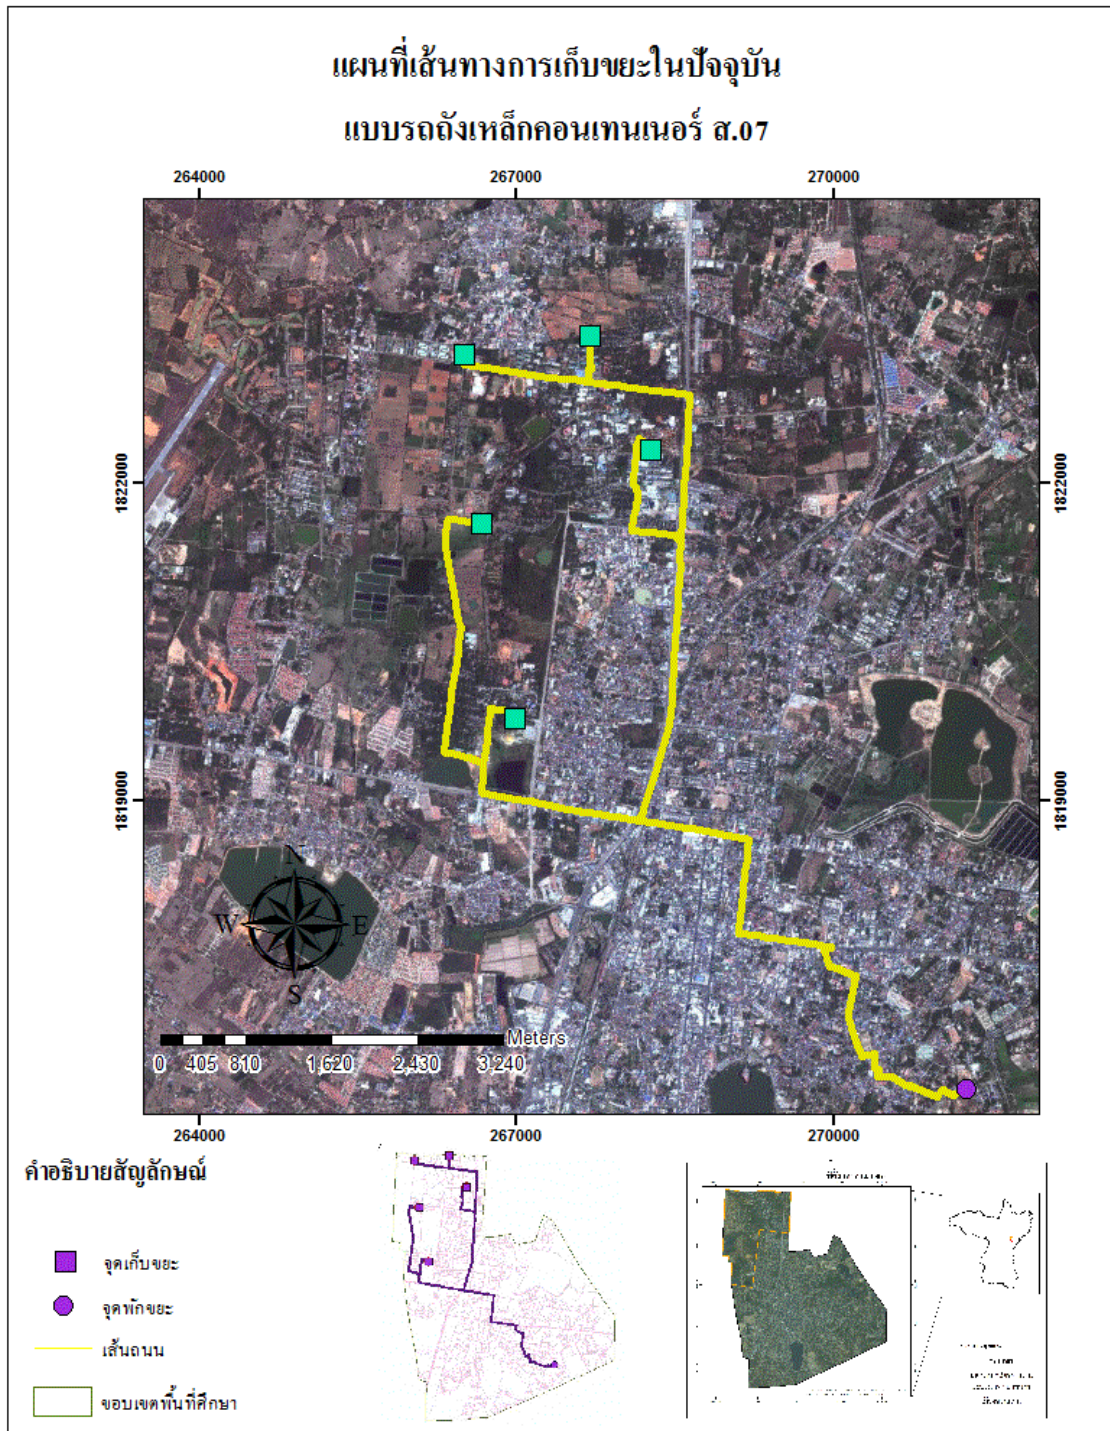 แผนที่เส้นทางการเก็บขยะในปัจจุบัน
แบบรถถังเหล็กคอนเทนเนอร์ ส.07
264000 267000 270000
1822000 1822000
1819000 1819000
N
W E
S
Meters
0 405 810 1,620 2,430 3,240
264000 267000 270000
คำอธิบายสัญลักษณ์
จุดเก็บขยะ
จุดพักขยะ
เส้นถนน
ขอบเขตพื้นที่ศึกษา